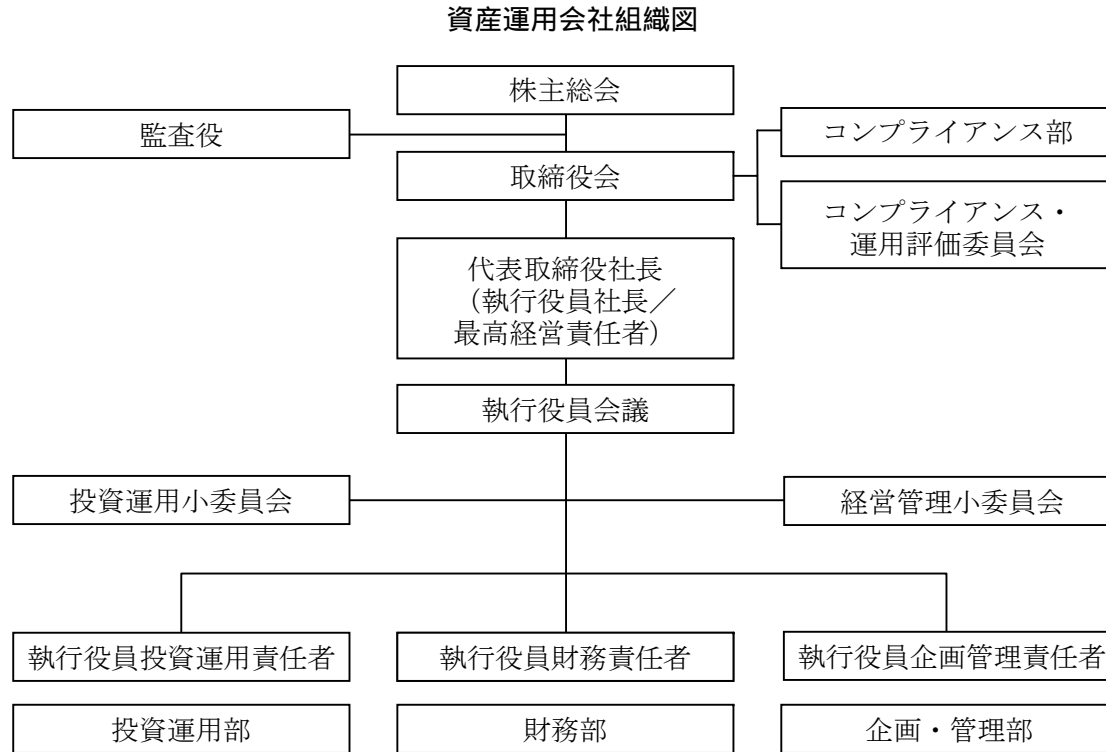 資産運用会社組織図
株主総会
監査役
コンプライアンス部
取締役会
コンプライアンス・
運用評価委員会
代表取締役社長
（執行役員社長／
最高経営責任者）
執行役員会議
投資運用小委員会
経営管理小委員会
執行役員投資運用責任者
執行役員財務責任者
執行役員企画管理責任者
投資運用部
財務部
企画・管理部